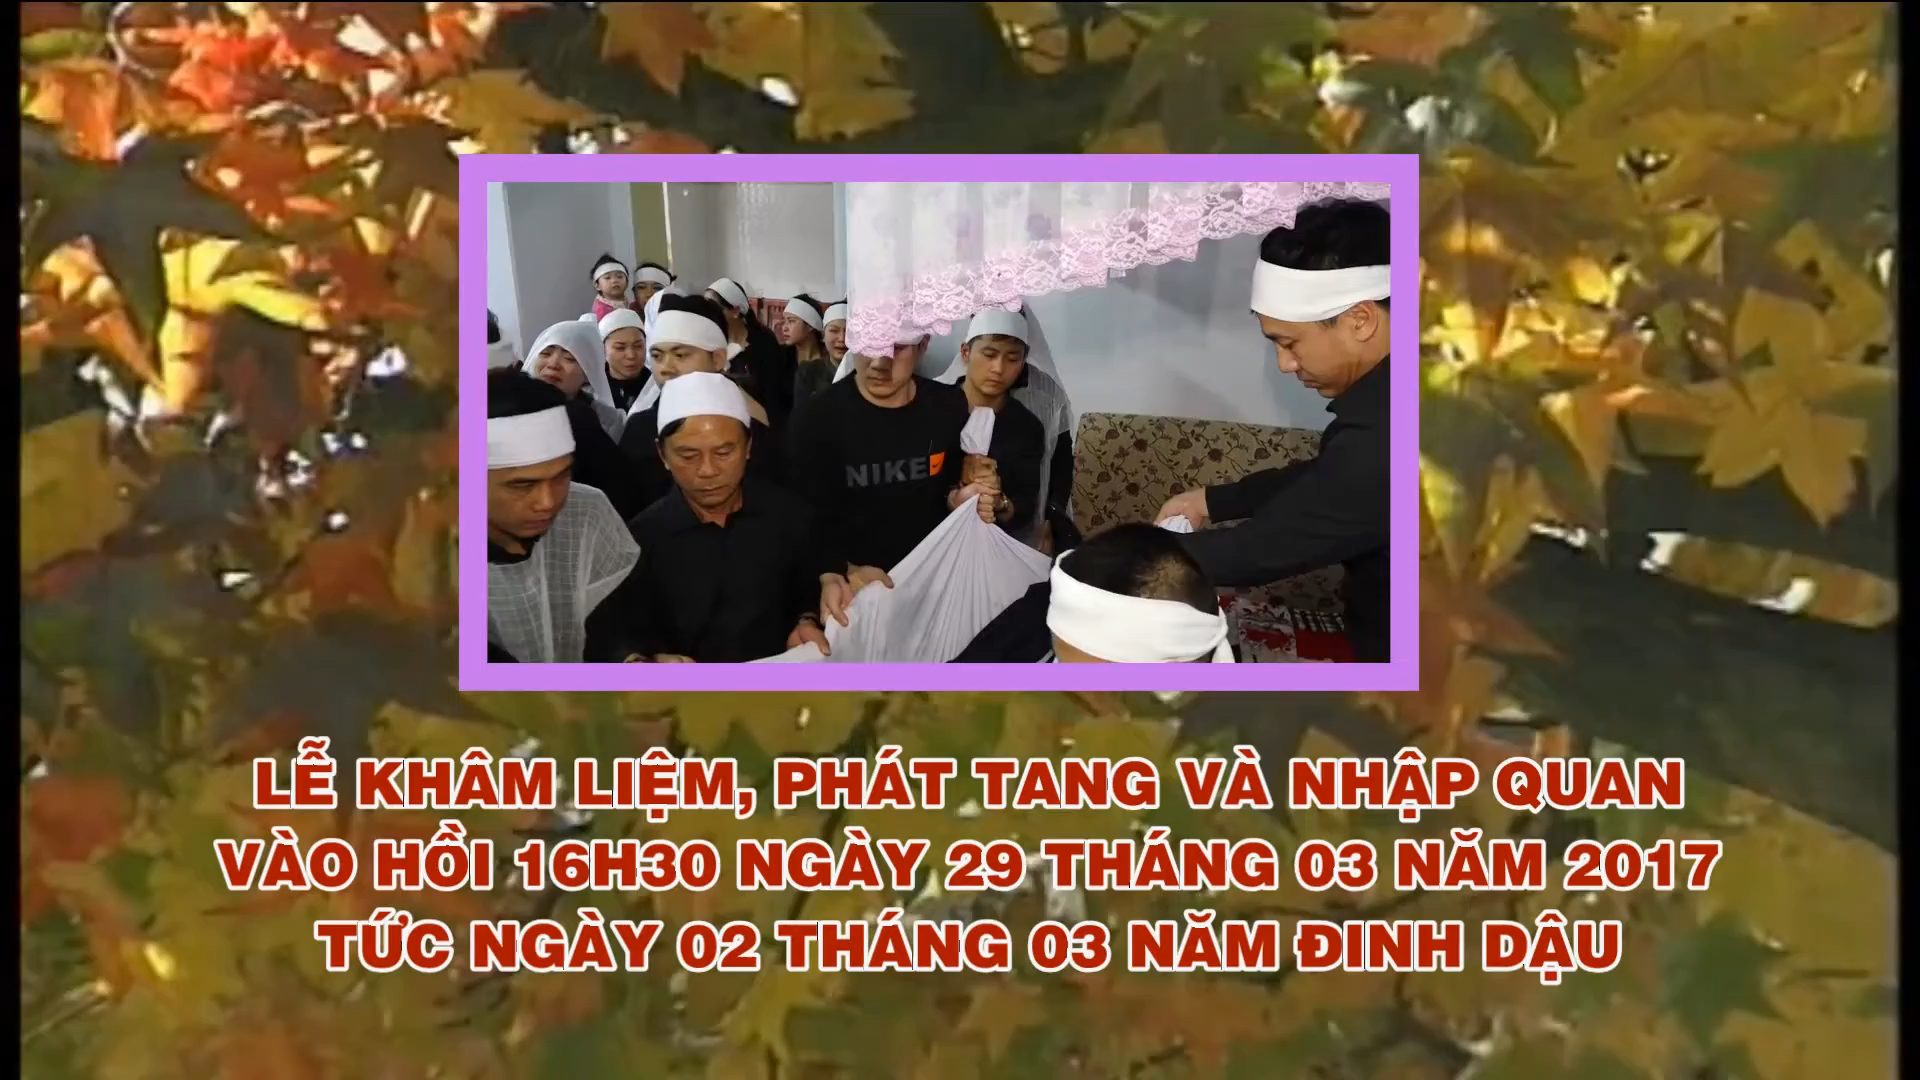 NIKE
LỄ KHÂM LIỆM, PHÁT TANG VÀ NHẬP QUAN
VÀO HỒI 16H30 NGÀY 29 THÁNG 03 NĂM 2017
TỨC NGÀY 02 THÁNG 03 NĂM ĐINH DẬU